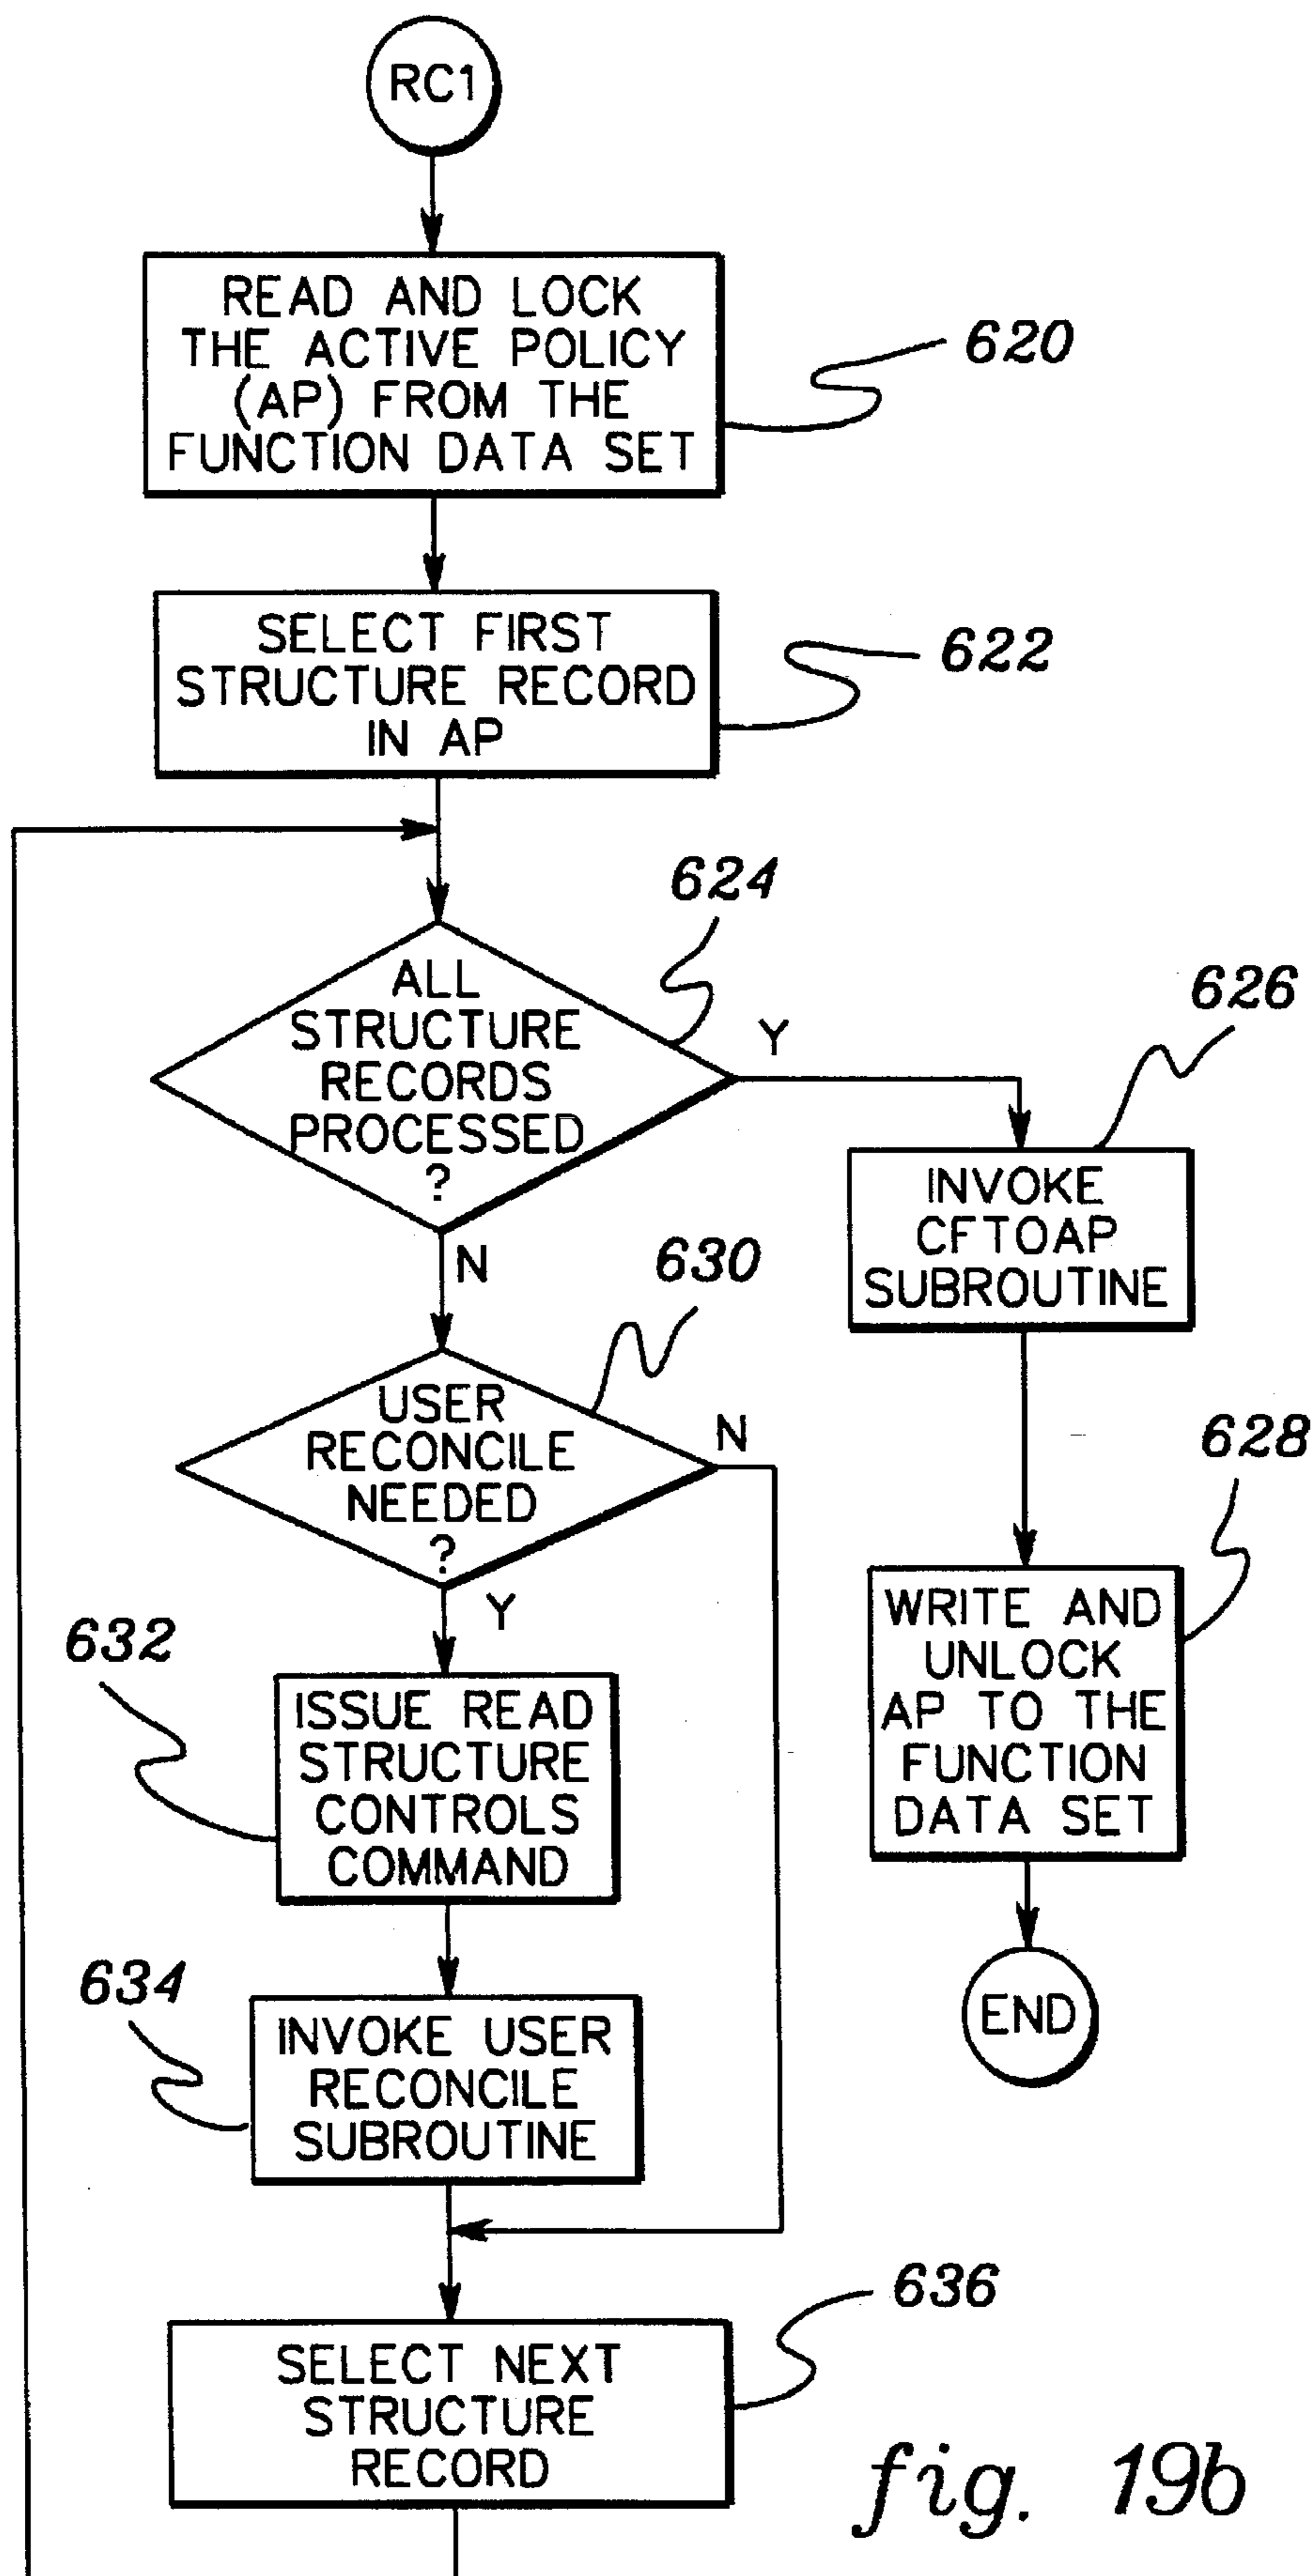 RC1
READ AND LOCK
THE ACTIVE POLICY
(AP) FROM THE
FUNCTION DATA SET
620
SELECT FIRST
STRUCTURE RECORD
IN AP
622
624
ALL
STRUCTURE
RECORDS
PROCESSED
?
Y
N
626
INVOKE
CFTOAP
SUBROUTINE
630
USER
RECONCILE
NEEDED
?
N
Y
628
WRITE AND
UNLOCK
AP TO THE
FUNCTION
DATA SET
632
ISSUE READ
STRUCTURE
CONTROLS
COMMAND
END
634
INVOKE USER
RECONCILE
SUBROUTINE
636
SELECT NEXT
STRUCTURE
RECORD
fig. 19b